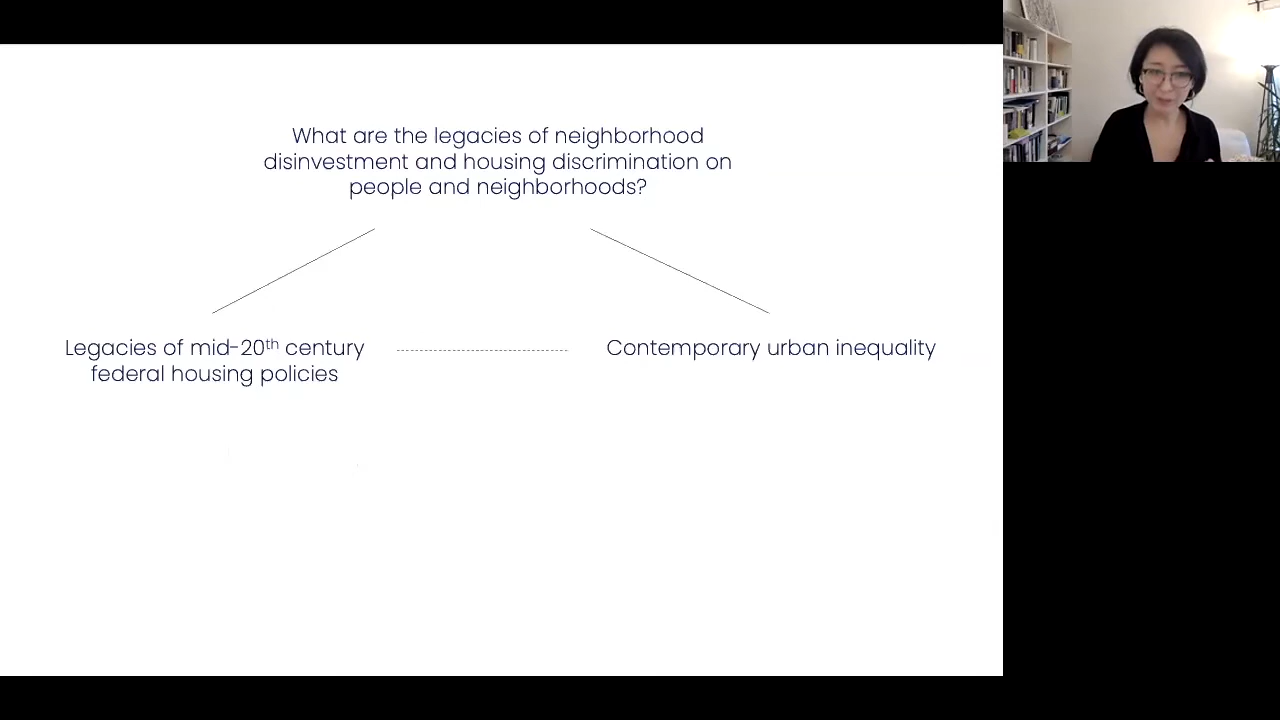 What are the legacies of neighborhood
disinvestment and housing discrimination on
people and neighborhoods?
Legacies of mid-20th century
federal housing policies
Contemporary urban inequality